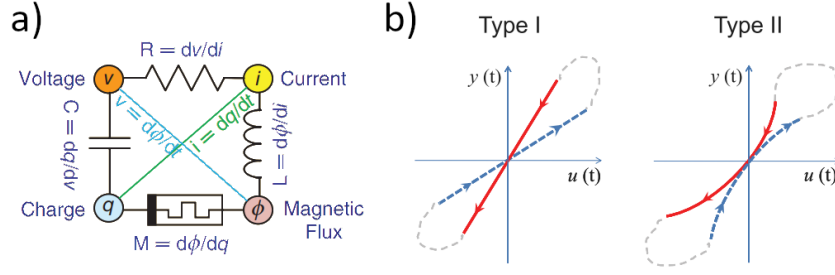 a)
R = dv/di
Voltage
v
i
Current
C = dq/dv
v = dϕ/dt
i = dq/dt
L = dϕ/di
Charge
q
ϕ
Magnetic
Flux
M = dϕ/dq
b)
Type I
y (t)
u (t)
Type II
y (t)
u (t)